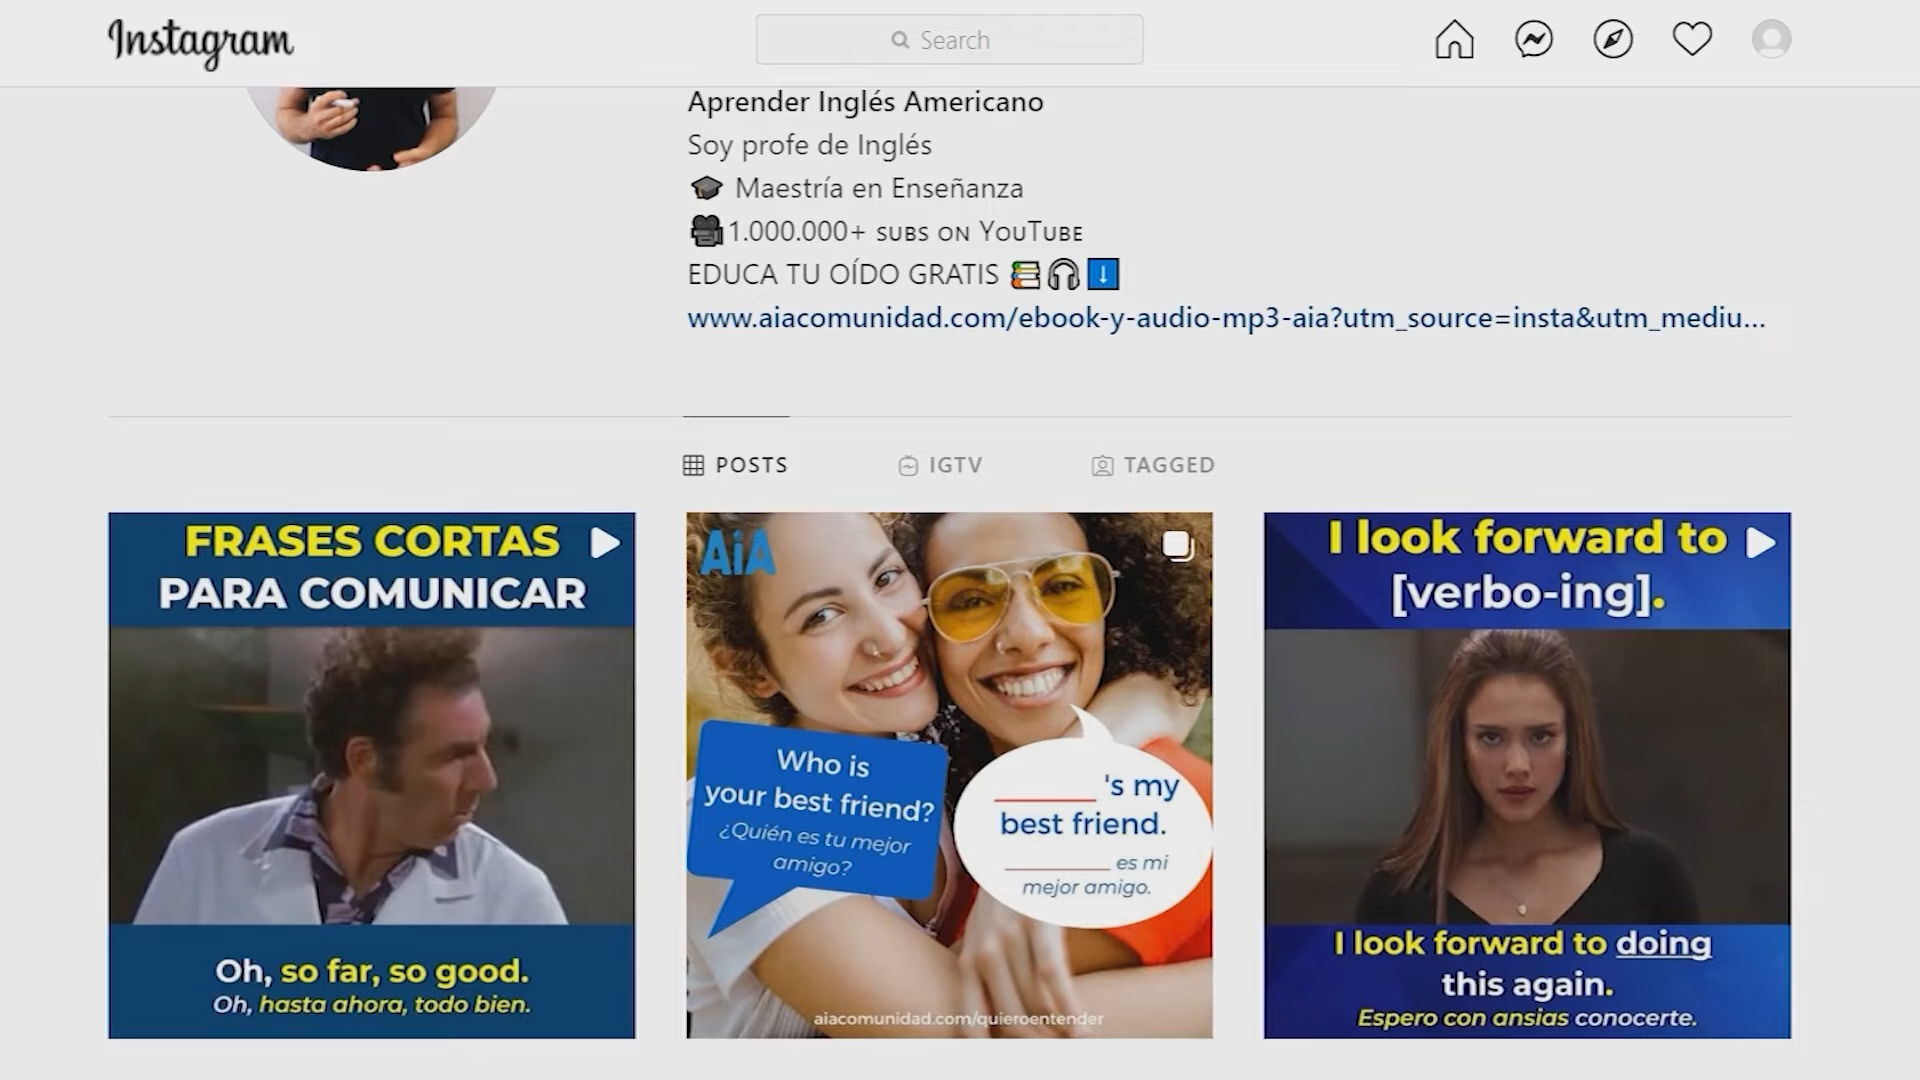 Instagram
Search
Aprender Inglés Americano
Soy profe de Inglés
Maestría en Enseñanza
1.000.000+ SUBS ON YOUTUBE
EDUCA TU OÍDO GRATIS
www.aiacomunidad.com/ebook-y-audio-mp3-aia?utm_source=insta&utm_mediu...
POSTS
IGTV
TAGGED
FRASES CORTAS
PARA COMUNICAR
Oh, so far, so good.
Oh, hasta ahora, todo bien.
AiA
Who is
your best friend?
¿Quién es tu mejor
amigo?
______ 's my
best friend.
______ es mi
mejor amigo.
aiacomunidad.com/quieroentender
I look forward to
[verbo-ing].
I look forward to doing
this again.
Espero con ansias conocerte.